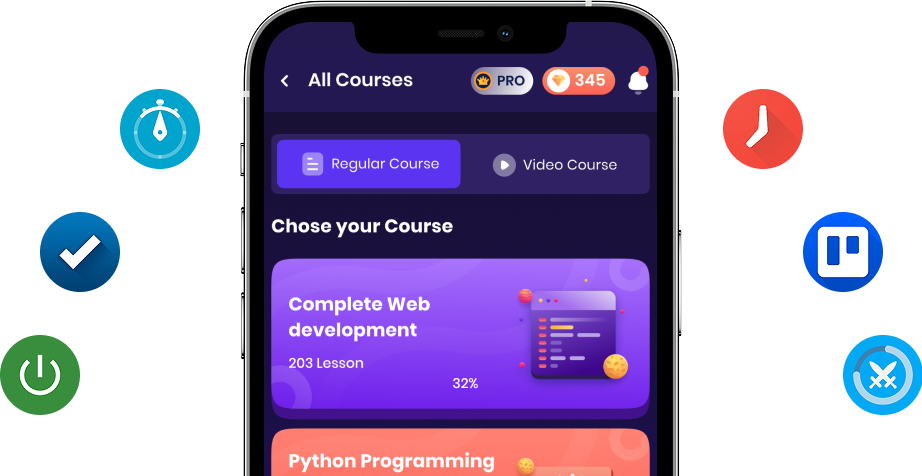 All Courses
PRO
345
Regular Course
Video Course
Chose your Course
Complete Web
development
203 Lesson
32%
Python Programming